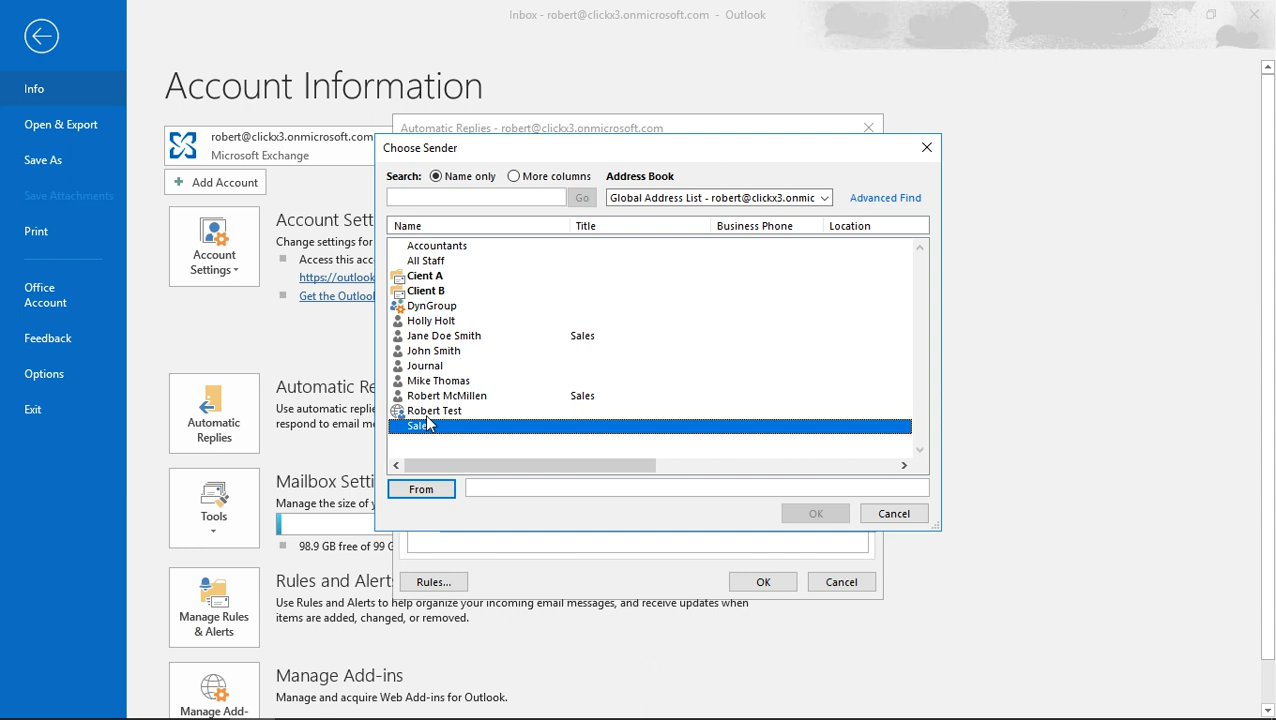 Inbox - robert@clickx3.onmicrosoft.com - Outlook
Info
Open & Export
Save As
Save Attachments
Print
Office
Account
Feedback
Options
Exit
Account Information
robert@clickx3.onmicrosoft.com
Microsoft Exchange
+ Add Account
Account
Settings
Account Sett
Change settings for
Access this acc
https://outlook
Get the Outloo
Automatic
Replies
Automatic Re
Use automatic replie
respond to email me
Tools
Mailbox Setti
Manage the size of y
98.9 GB free of 99 G
Manage Rules
& Alerts
Rules and Alert
Use Rules and Alerts to help organize your incoming email messages, and receive updates when
items are added, changed, or removed.
Manage Add-
Manage Add-ins
Manage and acquire Web Add-ins for Outlook.
Automatic Replies - robert@clickx3.onmicrosoft.com
Rules...
OK
Cancel
Choose Sender
Search:
Name only
More columns
Address Book
Go
Global Address List - robert@clickx3.onmic
Advanced Find
Name
Title
Business Phone
Location
Accountants
All Staff
Cient A
Client B
DynGroup
Holly Holt
Jane Doe Smith Sales
John Smith
Journal
Mike Thomas
Robert McMillen Sales
Robert Test
Sales
From
OK
Cancel